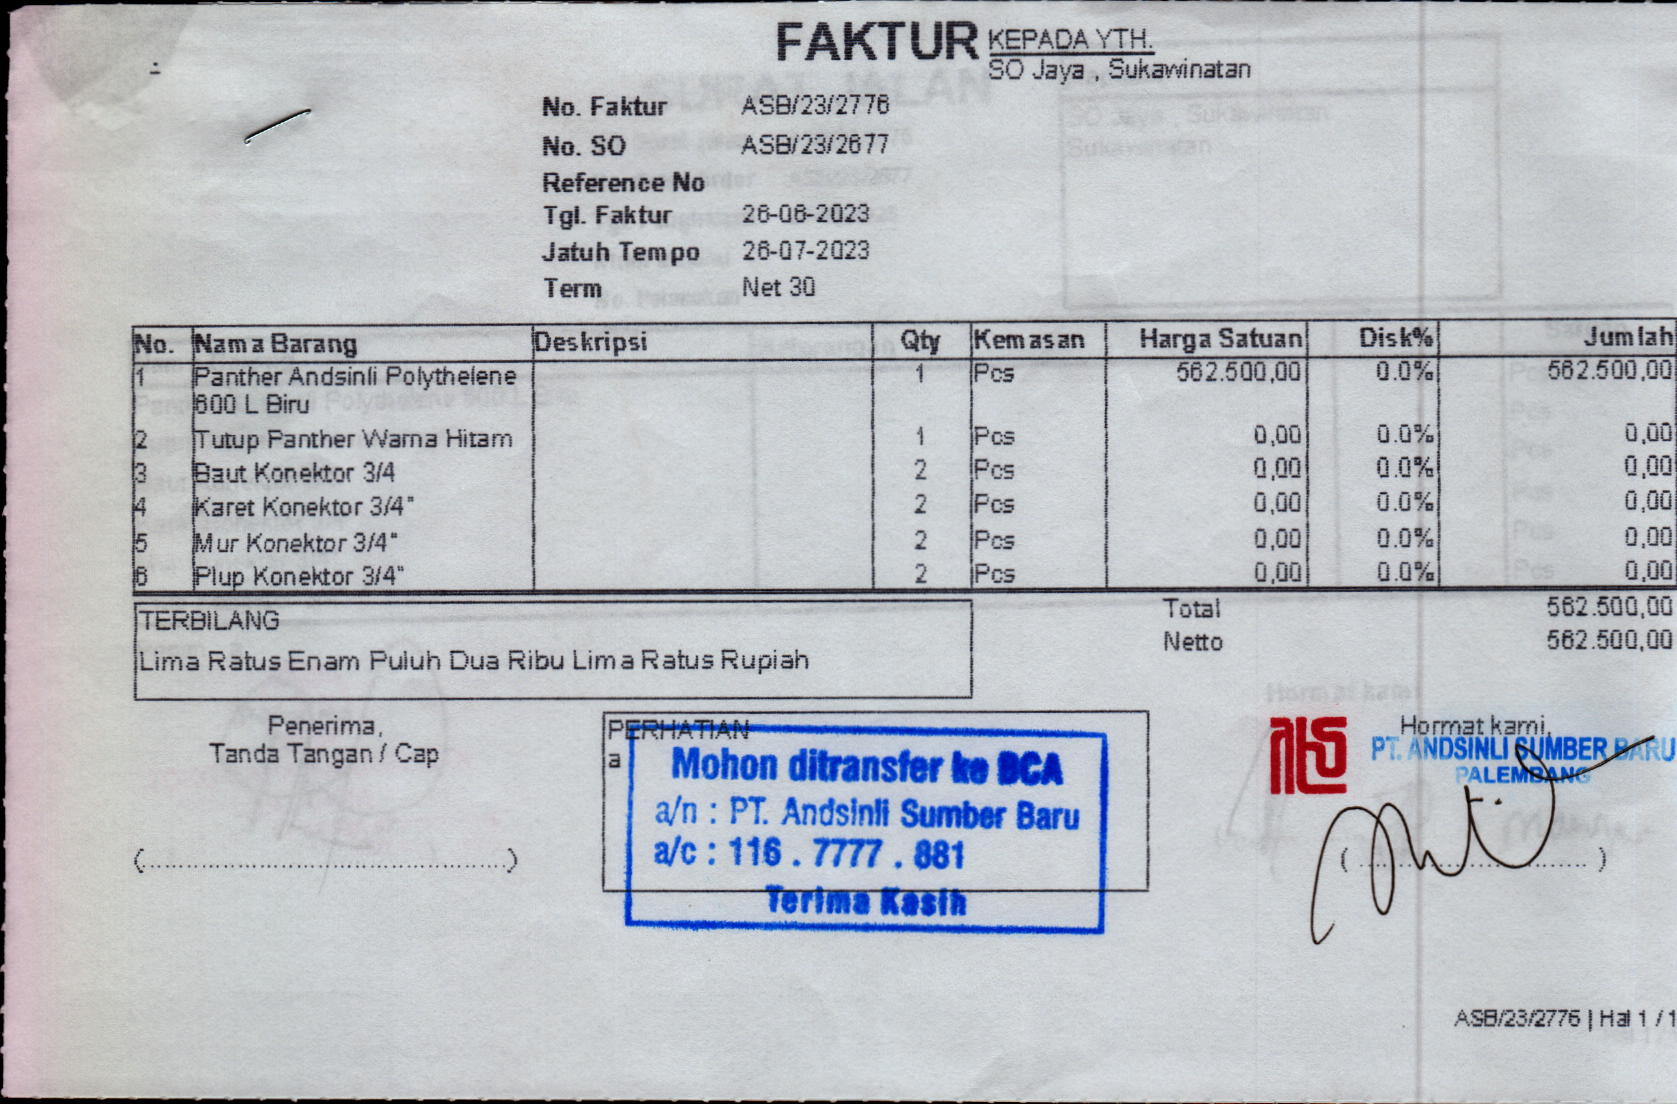 FAKTUR
KEPADA YTH.
SO Jaya , Sukawinatan
No. Faktur ASB/23/2776
No. SO ASB/23/2677
Reference No
Tgl. Faktur 26-06-2023
Jatuh Tempo 26-07-2023
Term Net 30
No. Nama Barang Deskripsi Qty Kemasan Harga Satuan Disk% Jumlah
1 Panther Andsinli Polythelene 1 Pcs 562.500,00 0.0% 562.500,00
600 L Biru
2 Tutup Panther Warna Hitam 1 Pcs 0,00 0.0% 0,00
3 Baut Konektor 3/4 2 Pcs 0,00 0.0% 0,00
4 Karet Konektor 3/4" 2 Pcs 0,00 0.0% 0,00
5 Mur Konektor 3/4" 2 Pcs 0,00 0.0% 0,00
6 Plup Konektor 3/4" 2 Pcs 0,00 0.0% 0,00
Total 562.500,00
Netto 562.500,00
TERBILANG
Lima Ratus Enam Puluh Dua Ribu Lima Ratus Rupiah
Penerima,
Tanda Tangan / Cap
(....................................................)
PERHATIAN
a
Mohon ditransfer ke BCA
a/n : PT. Andsinli Sumber Baru
a/c : 116 . 7777 . 881
Terima Kasih
Hormat kami,
PT. ANDSINLI SUMBER BARU
PALEMBANG
( .................................... )
ASB/23/2776 | Hal 1 / 1